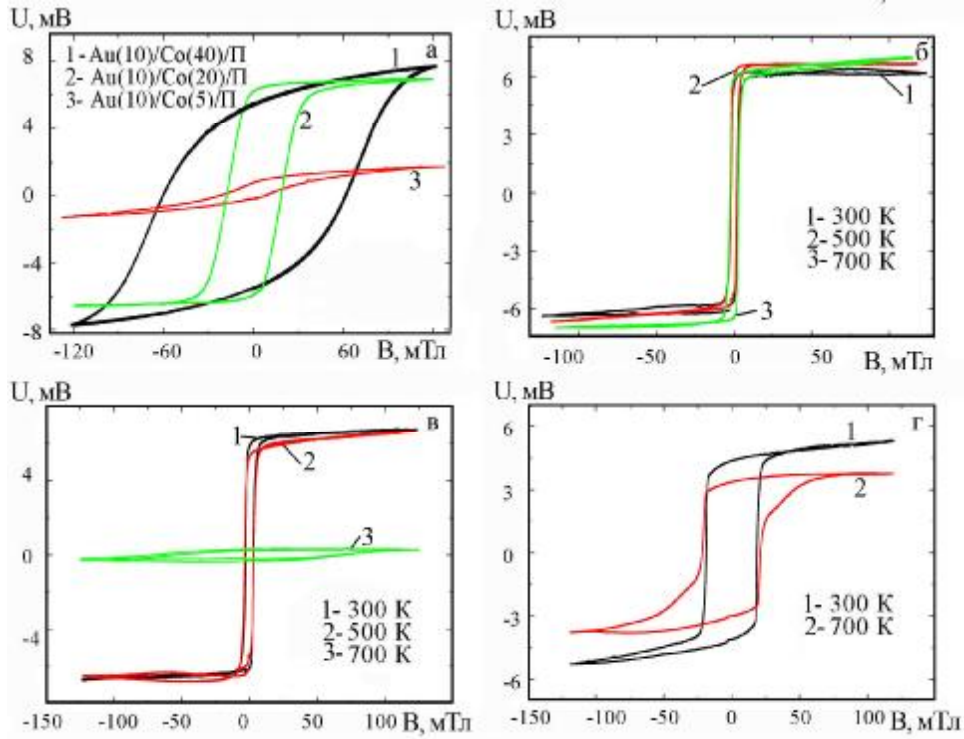 U, мВ
8
4
0
-4
-8
-120
-60
0
60
B, мТл
1-Au(10)/Co(40)/П
2- Au(10)/Co(20)/П
3- Au(10)/Co(5)/П
1
а
2
3
U, мВ
6
3
0
-3
-6
-100
-50
0
50
B, мТл
б
2
1
1- 300 K
2- 500 K
3- 700 K
3
U, мВ
4
0
-4
-150
-100
-50
0
50
100
B, мТл
в
1
2
3
1- 300 K
2- 500 K
3- 700 K
U, мВ
6
3
0
-3
-6
-150
-100
-50
0
50
100
B, мТл
1
г
2
1- 300 K
2- 700 K